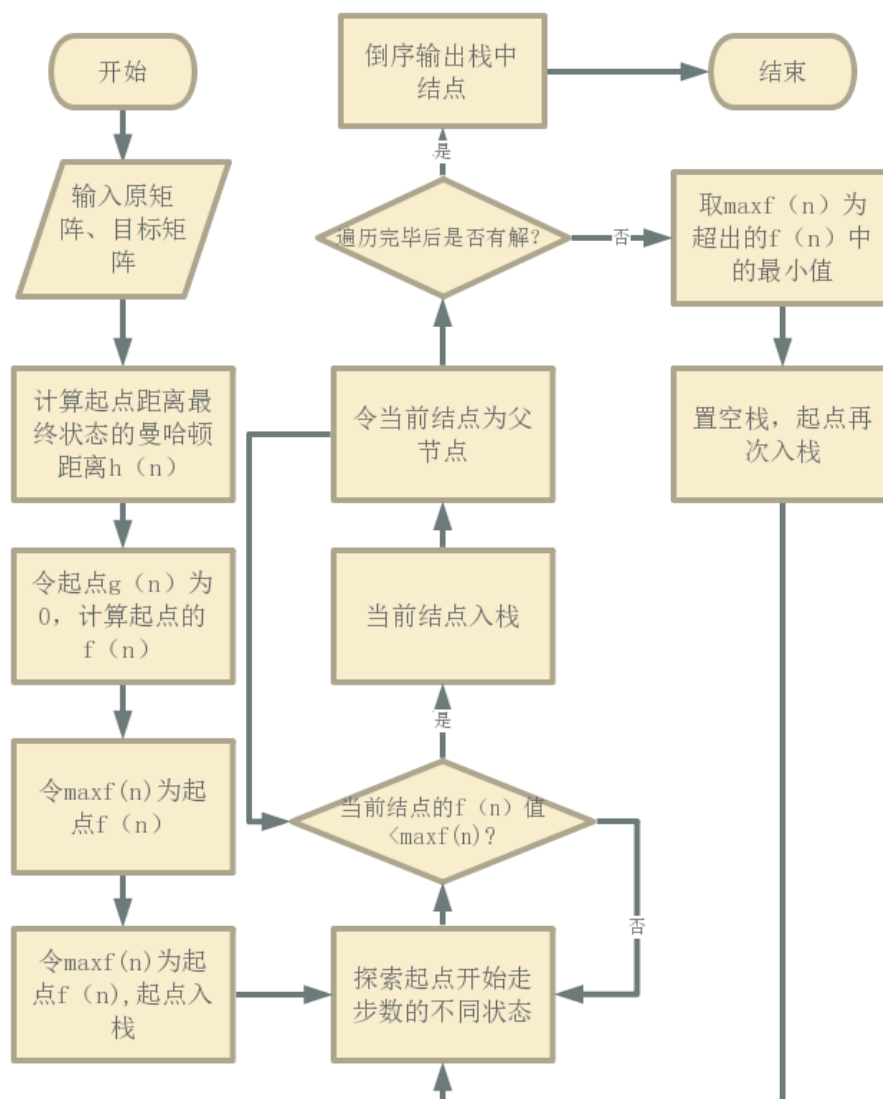 开始
输入原矩
阵、目标矩
阵
计算起点距离最
终状态的曼哈顿
距离h（n）
令起点g（n）为
0，计算起点的
f（n）
令maxf(n)为起
点f（n）
令maxf(n)为起
点f（n）,起点入
栈
探索起点开始走
步数的不同状态
当前结点的f（n）值
<maxf(n)?
否
是
当前结点入栈
令当前结点为父
节点
遍历完毕后是否有解？
是
倒序输出栈中
结点
结束
否
取maxf（n）为
超出的f（n）中
的最小值
置空栈，起点再
次入栈